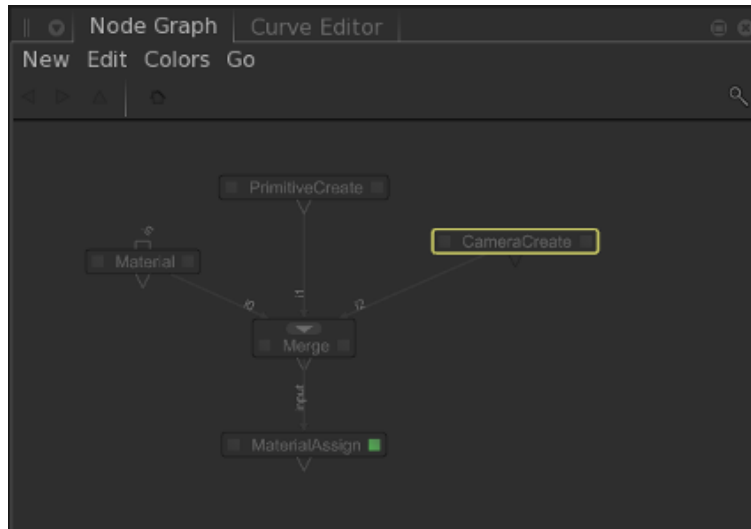 Node Graph Curve Editor
New Edit Colors Go
PrimitiveCreate
CameraCreate
Material
i1
i2
Merge
input
MaterialAssign